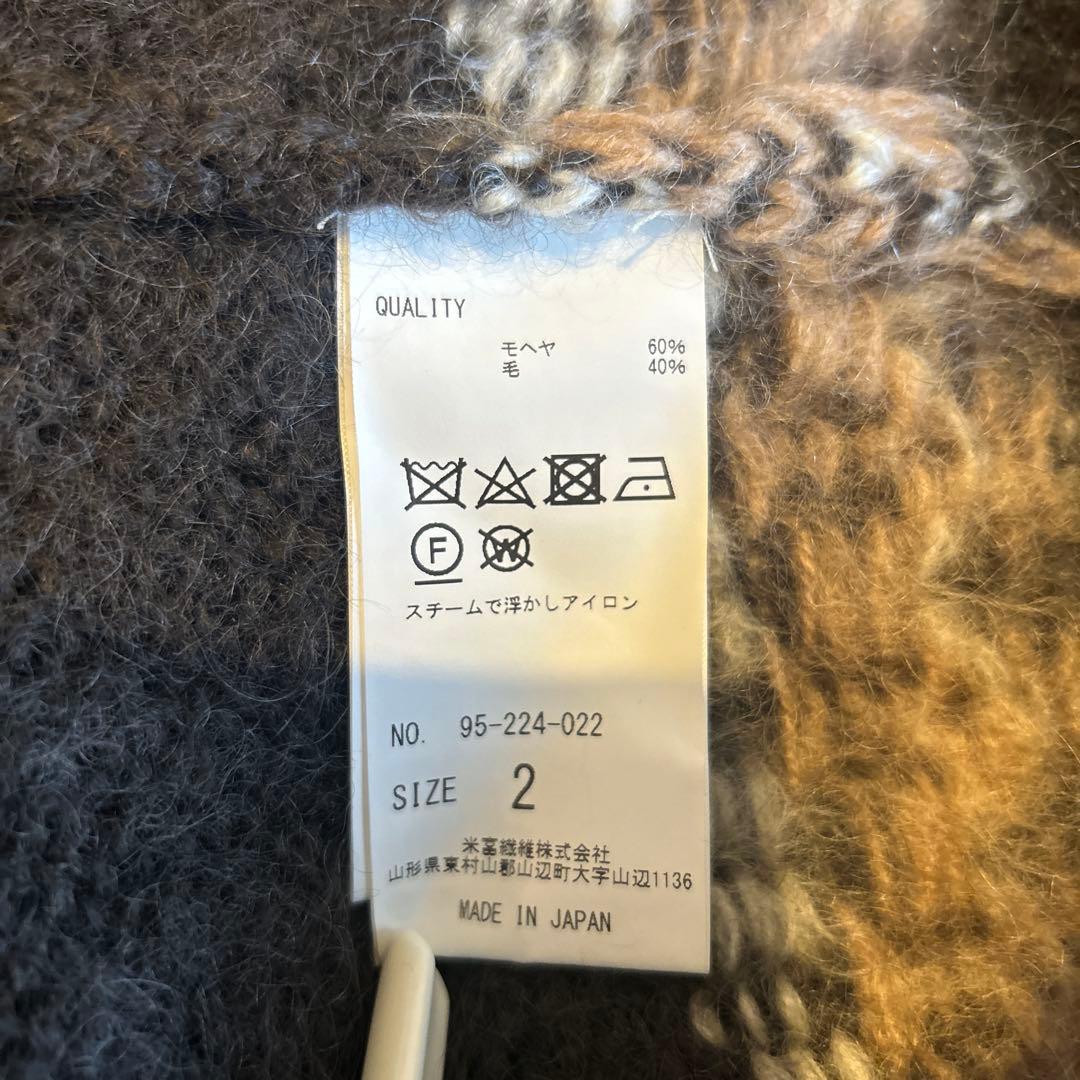 QUALITY
モヘヤ 60%
毛 40%
F W
スチームで浮かしアイロン
NO. 95-224-022
SIZE 2
米富繊維株式会社
山形県東村山郡山辺町大字山辺1136
MADE IN JAPAN